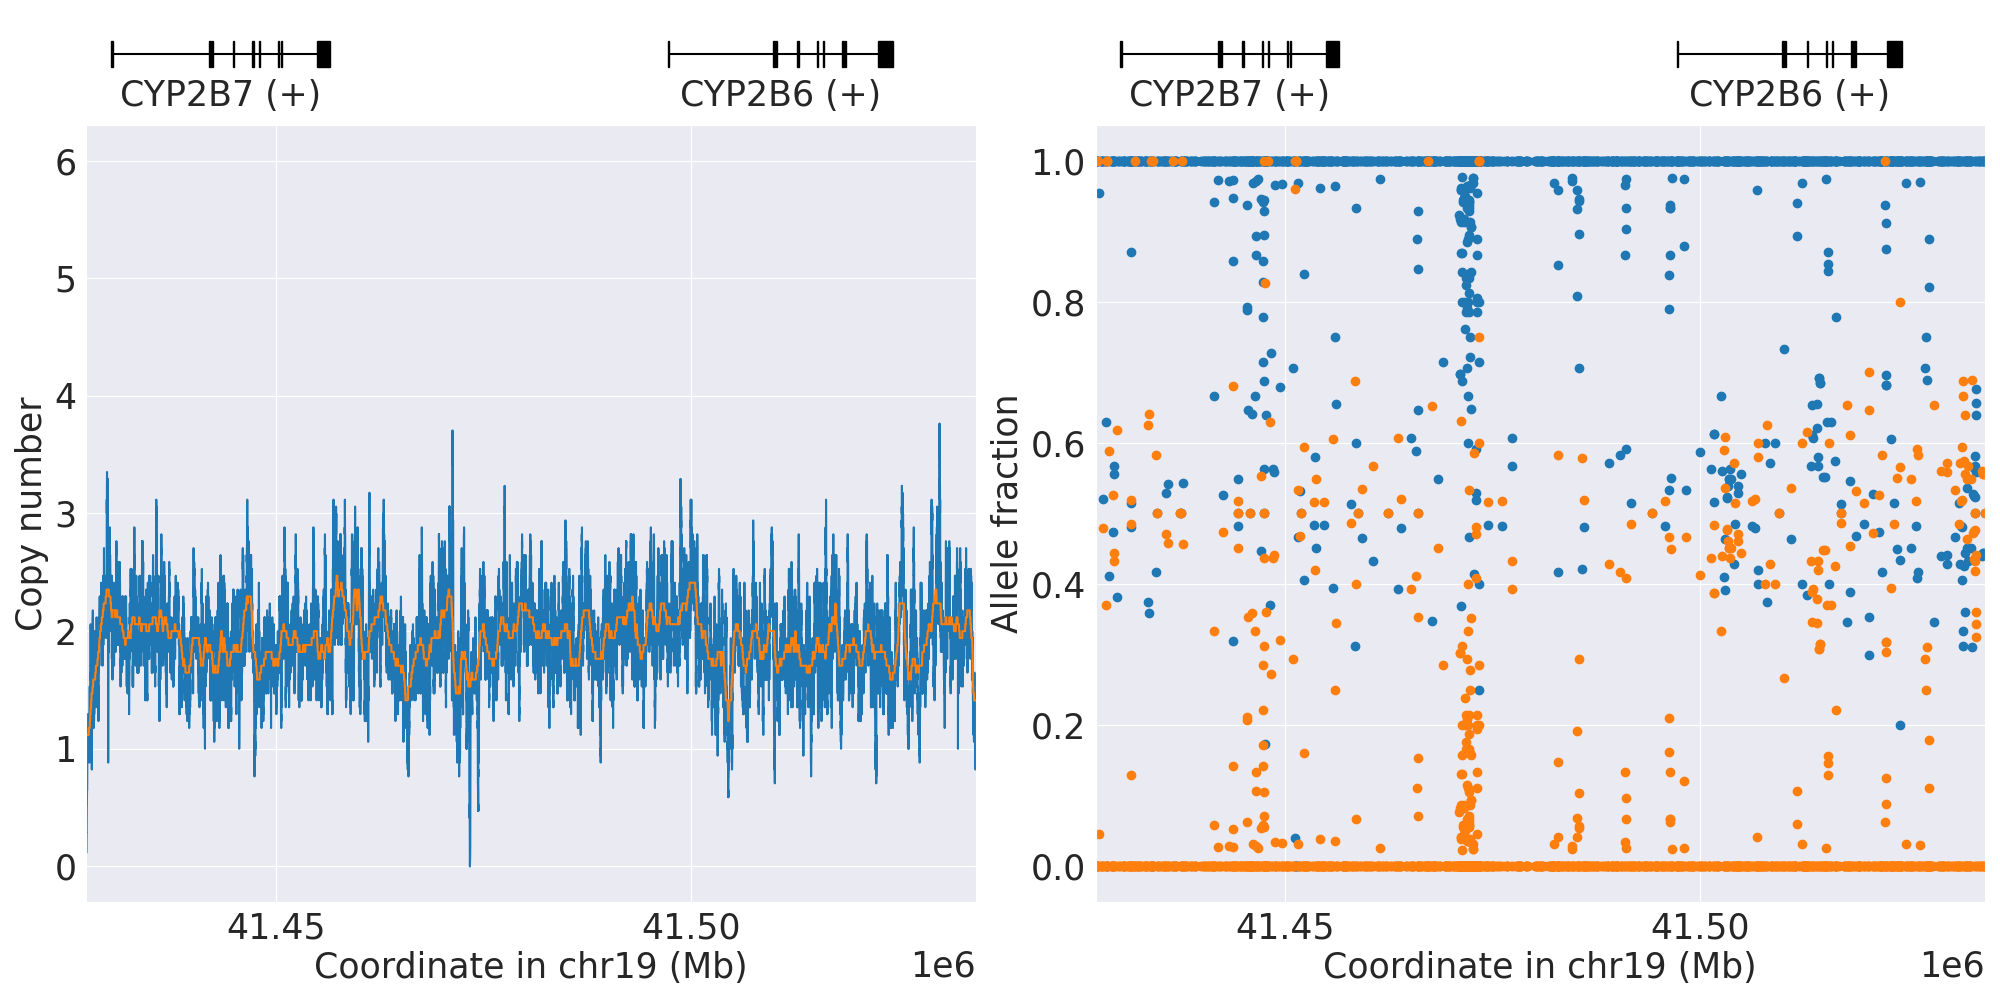 CYP2B7 (+)
CYP2B6 (+)
CYP2B7 (+)
CYP2B6 (+)
6
5
4
3
2
1
0
Copy number
41.45
41.50
Coordinate in chr19 (Mb)
1e6
1.0
0.8
0.6
0.4
0.2
0.0
Allele fraction
41.45
41.50
Coordinate in chr19 (Mb)
1e6